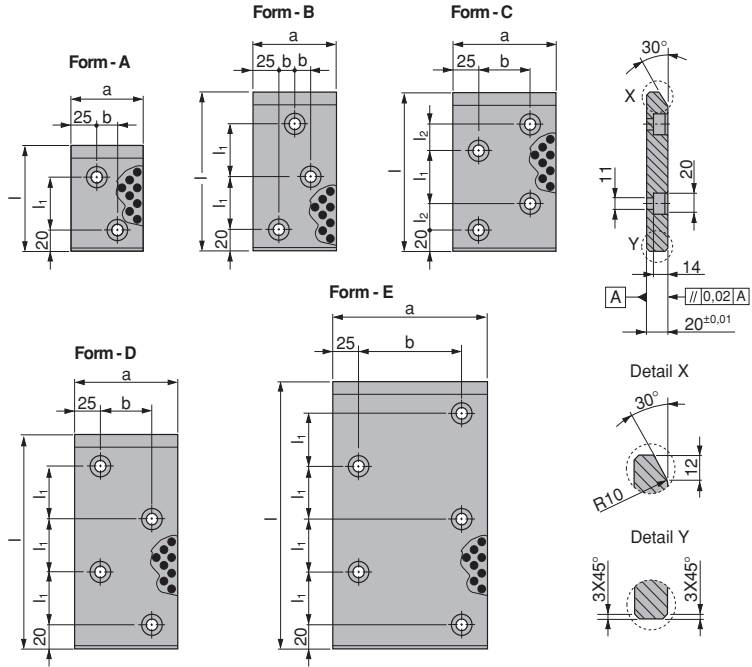 Form - A
a
25 b
l
l1
20
Form - B
a
25 b b
l
l1
l1
20
Form - C
a
25 b
l
l2
l1
l2
20
30°
X
11
20
Y
14
A
// 0,02 A
20±0,01
Form - D
a
25 b
l
l1
l1
l1
20
Form - E
a
25 b
l
l1
l1
l1
l1
20
Detail X
30°
12
R10
Detail Y
3X45°
3X45°